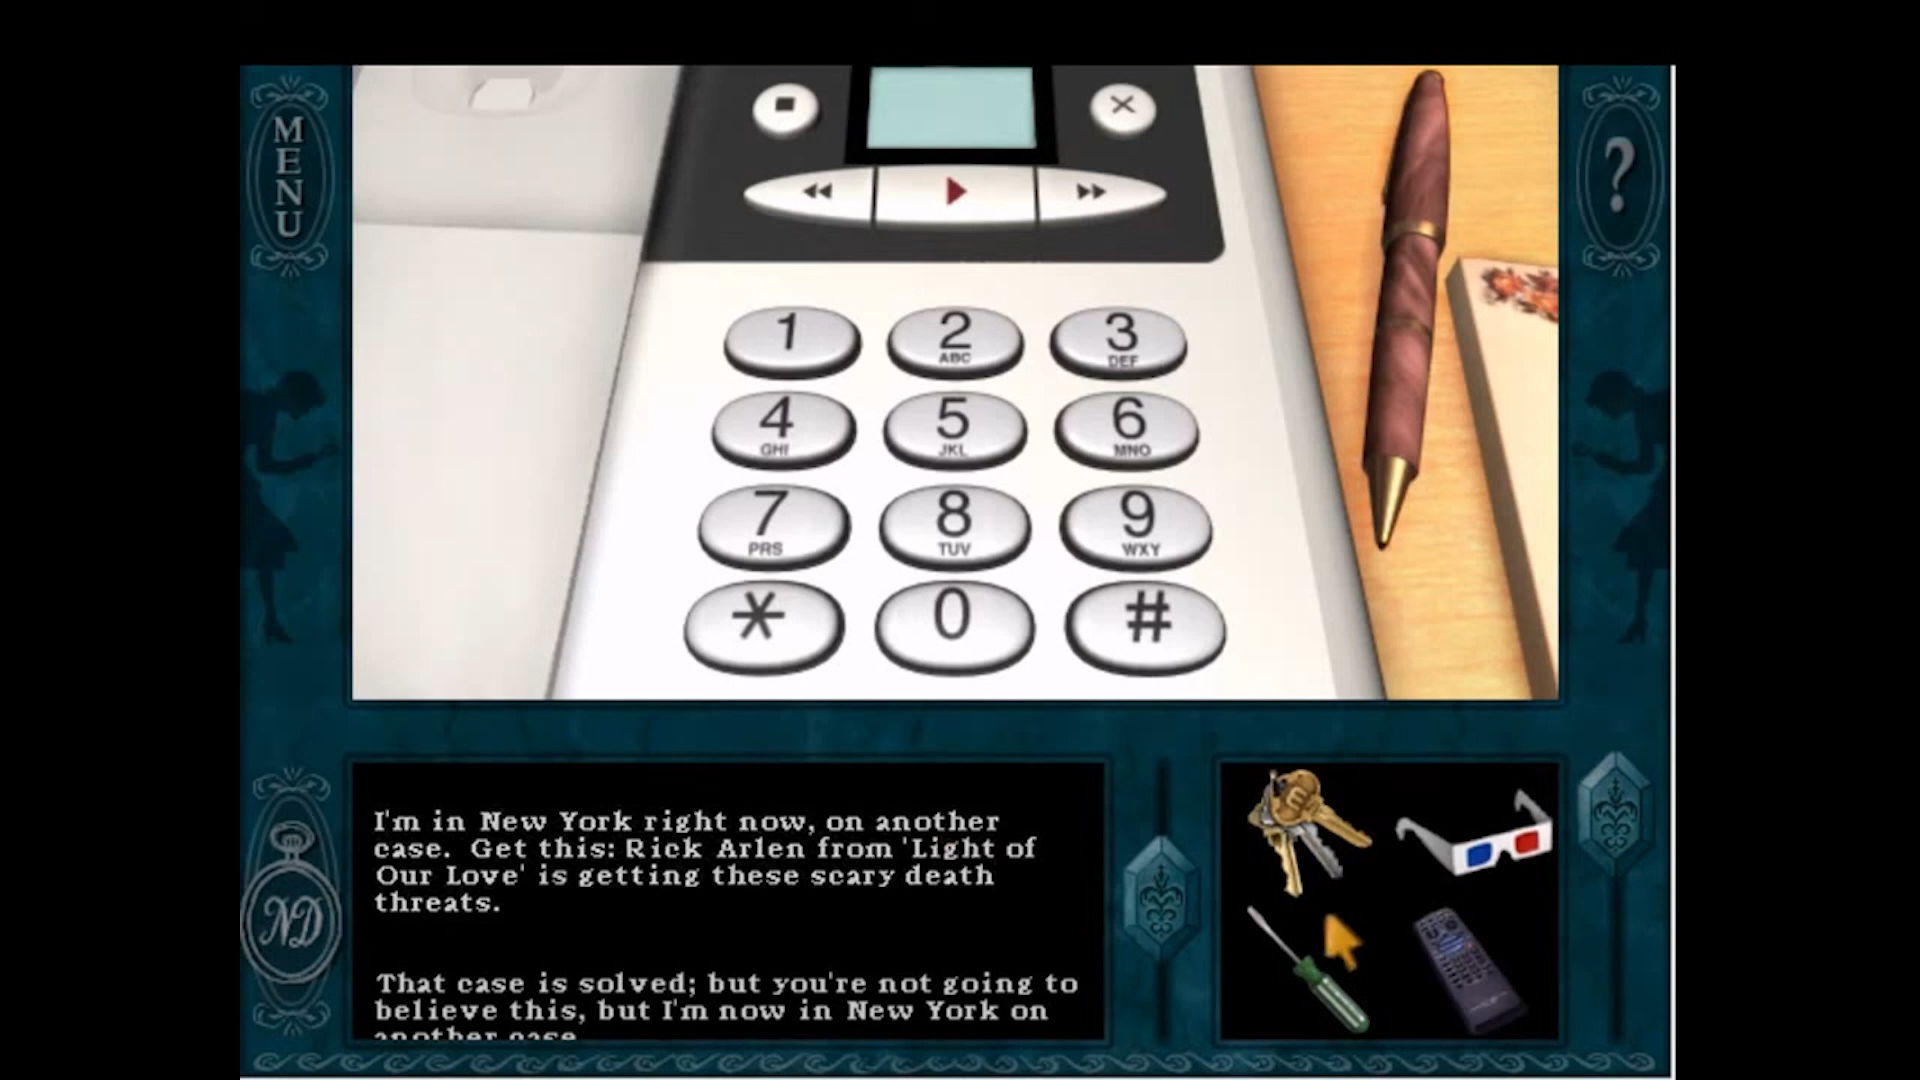 MENU
?
1
2
ABC
3
DEF
4
GHI
5
JKL
6
MNO
7
PRS
8
TUV
9
WXY
*
0
#
I'm in New York right now, on another
case. Get this: Rick Arlen from 'Light of
Our Love' is getting these scary death
threats.
That case is solved; but you're not going to
believe this, but I'm now in New York on
another case
E
ND